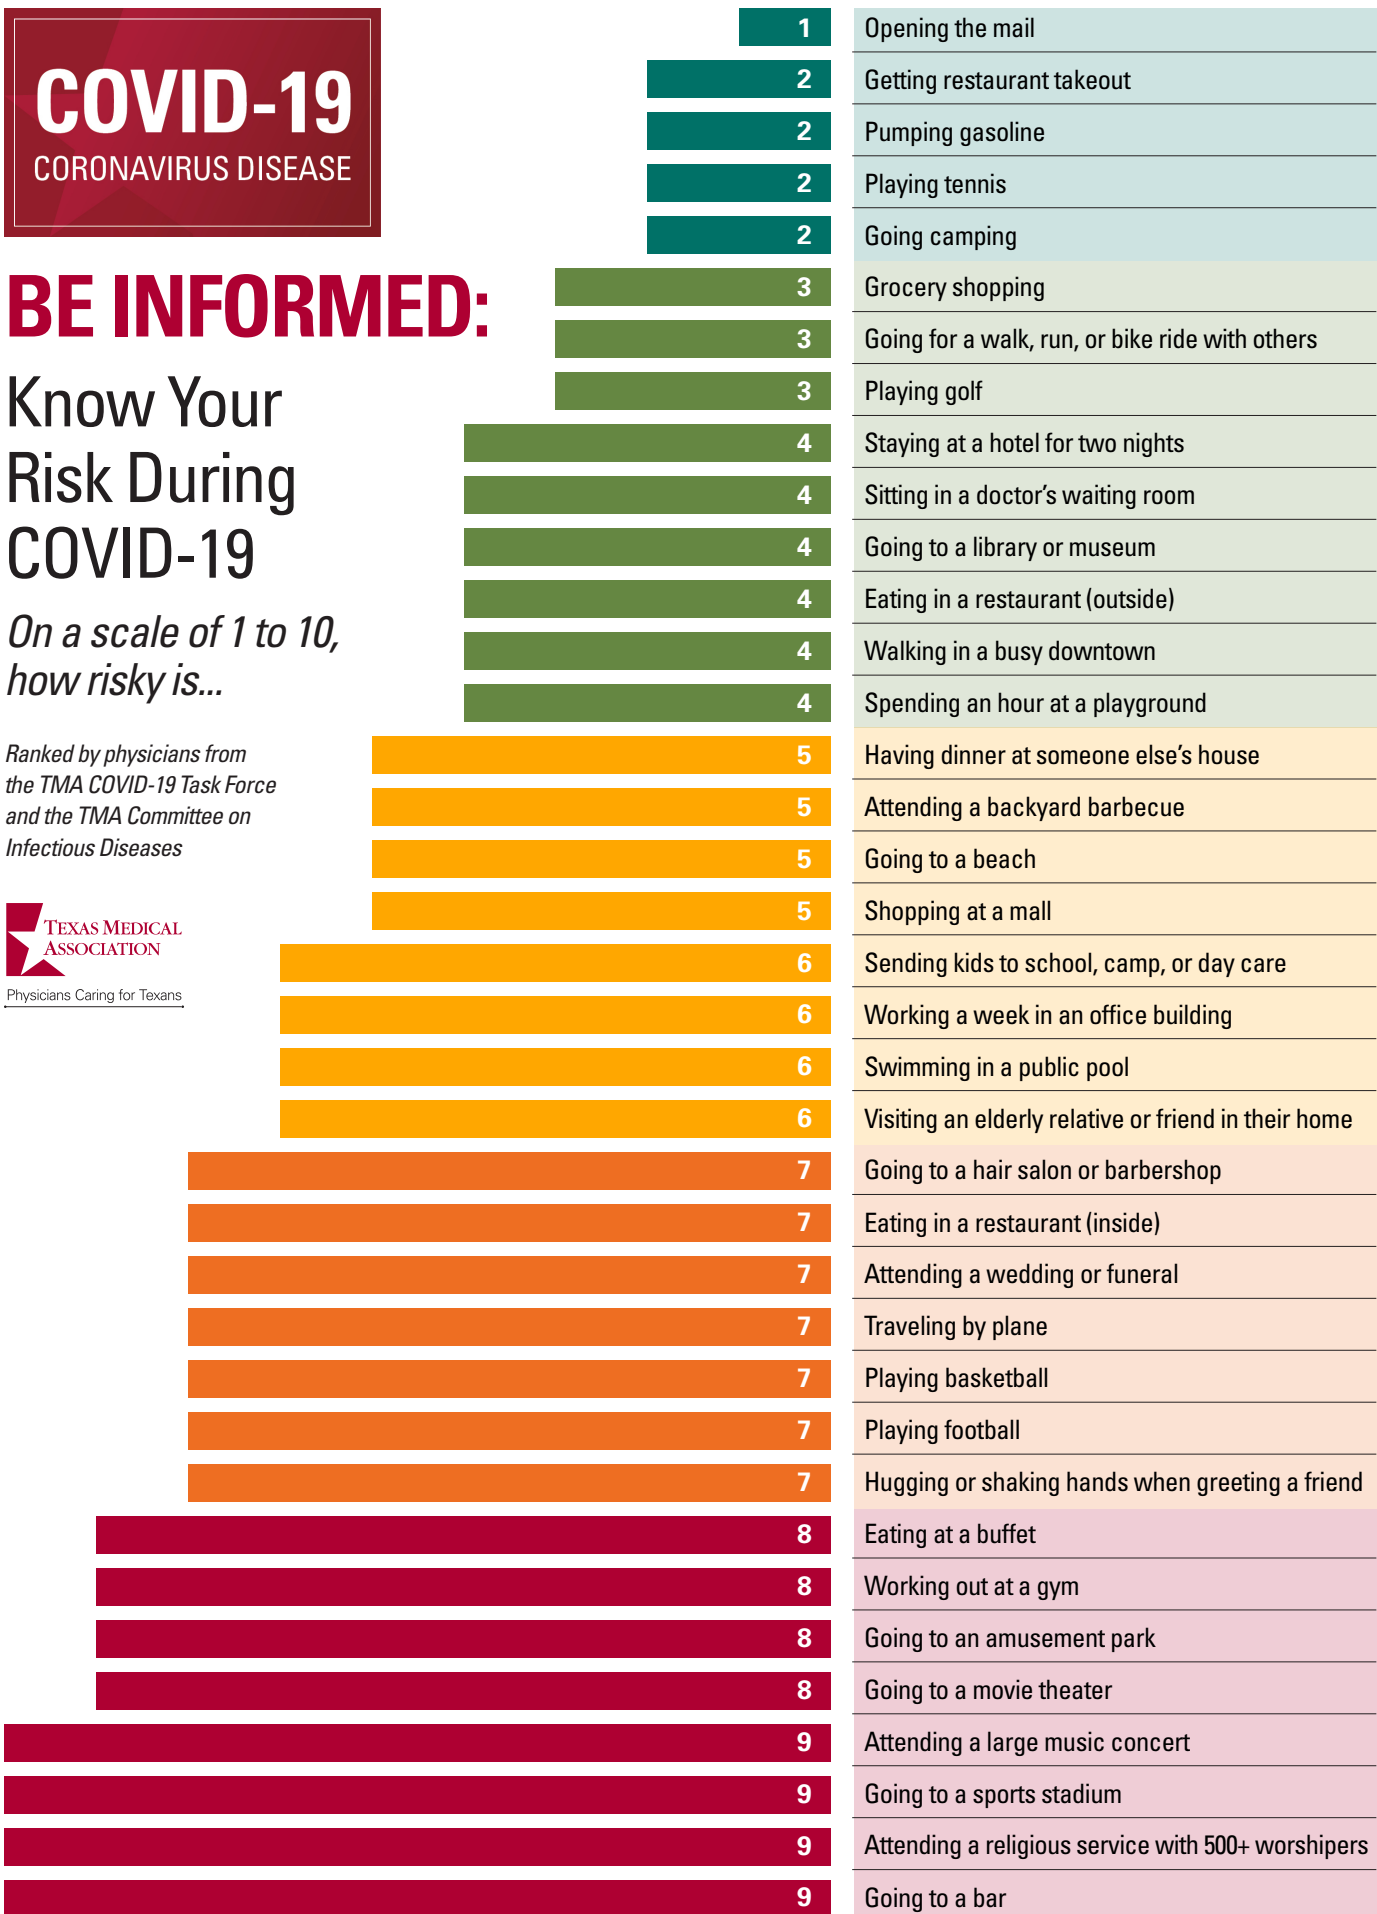 COVID-19
CORONAVIRUS DISEASE
BE INFORMED:
Know Your
Risk During
COVID-19
On a scale of 1 to 10,
how risky is...
Ranked by physicians from
the TMA COVID-19 Task Force
and the TMA Committee on
Infectious Diseases
TEXAS MEDICAL
ASSOCIATION
Physicians Caring for Texans
1 Opening the mail
2 Getting restaurant takeout
2 Pumping gasoline
2 Playing tennis
2 Going camping
3 Grocery shopping
3 Going for a walk, run, or bike ride with others
3 Playing golf
4 Staying at a hotel for two nights
4 Sitting in a doctor's waiting room
4 Going to a library or museum
4 Eating in a restaurant (outside)
4 Walking in a busy downtown
4 Spending an hour at a playground
5 Having dinner at someone else's house
5 Attending a backyard barbecue
5 Going to a beach
5 Shopping at a mall
6 Sending kids to school, camp, or day care
6 Working a week in an office building
6 Swimming in a public pool
6 Visiting an elderly relative or friend in their home
7 Going to a hair salon or barbershop
7 Eating in a restaurant (inside)
7 Attending a wedding or funeral
7 Traveling by plane
7 Playing basketball
7 Playing football
7 Hugging or shaking hands when greeting a friend
8 Eating at a buffet
8 Working out at a gym
8 Going to an amusement park
8 Going to a movie theater
9 Attending a large music concert
9 Going to a sports stadium
9 Attending a religious service with 500+ worshipers
9 Going to a bar